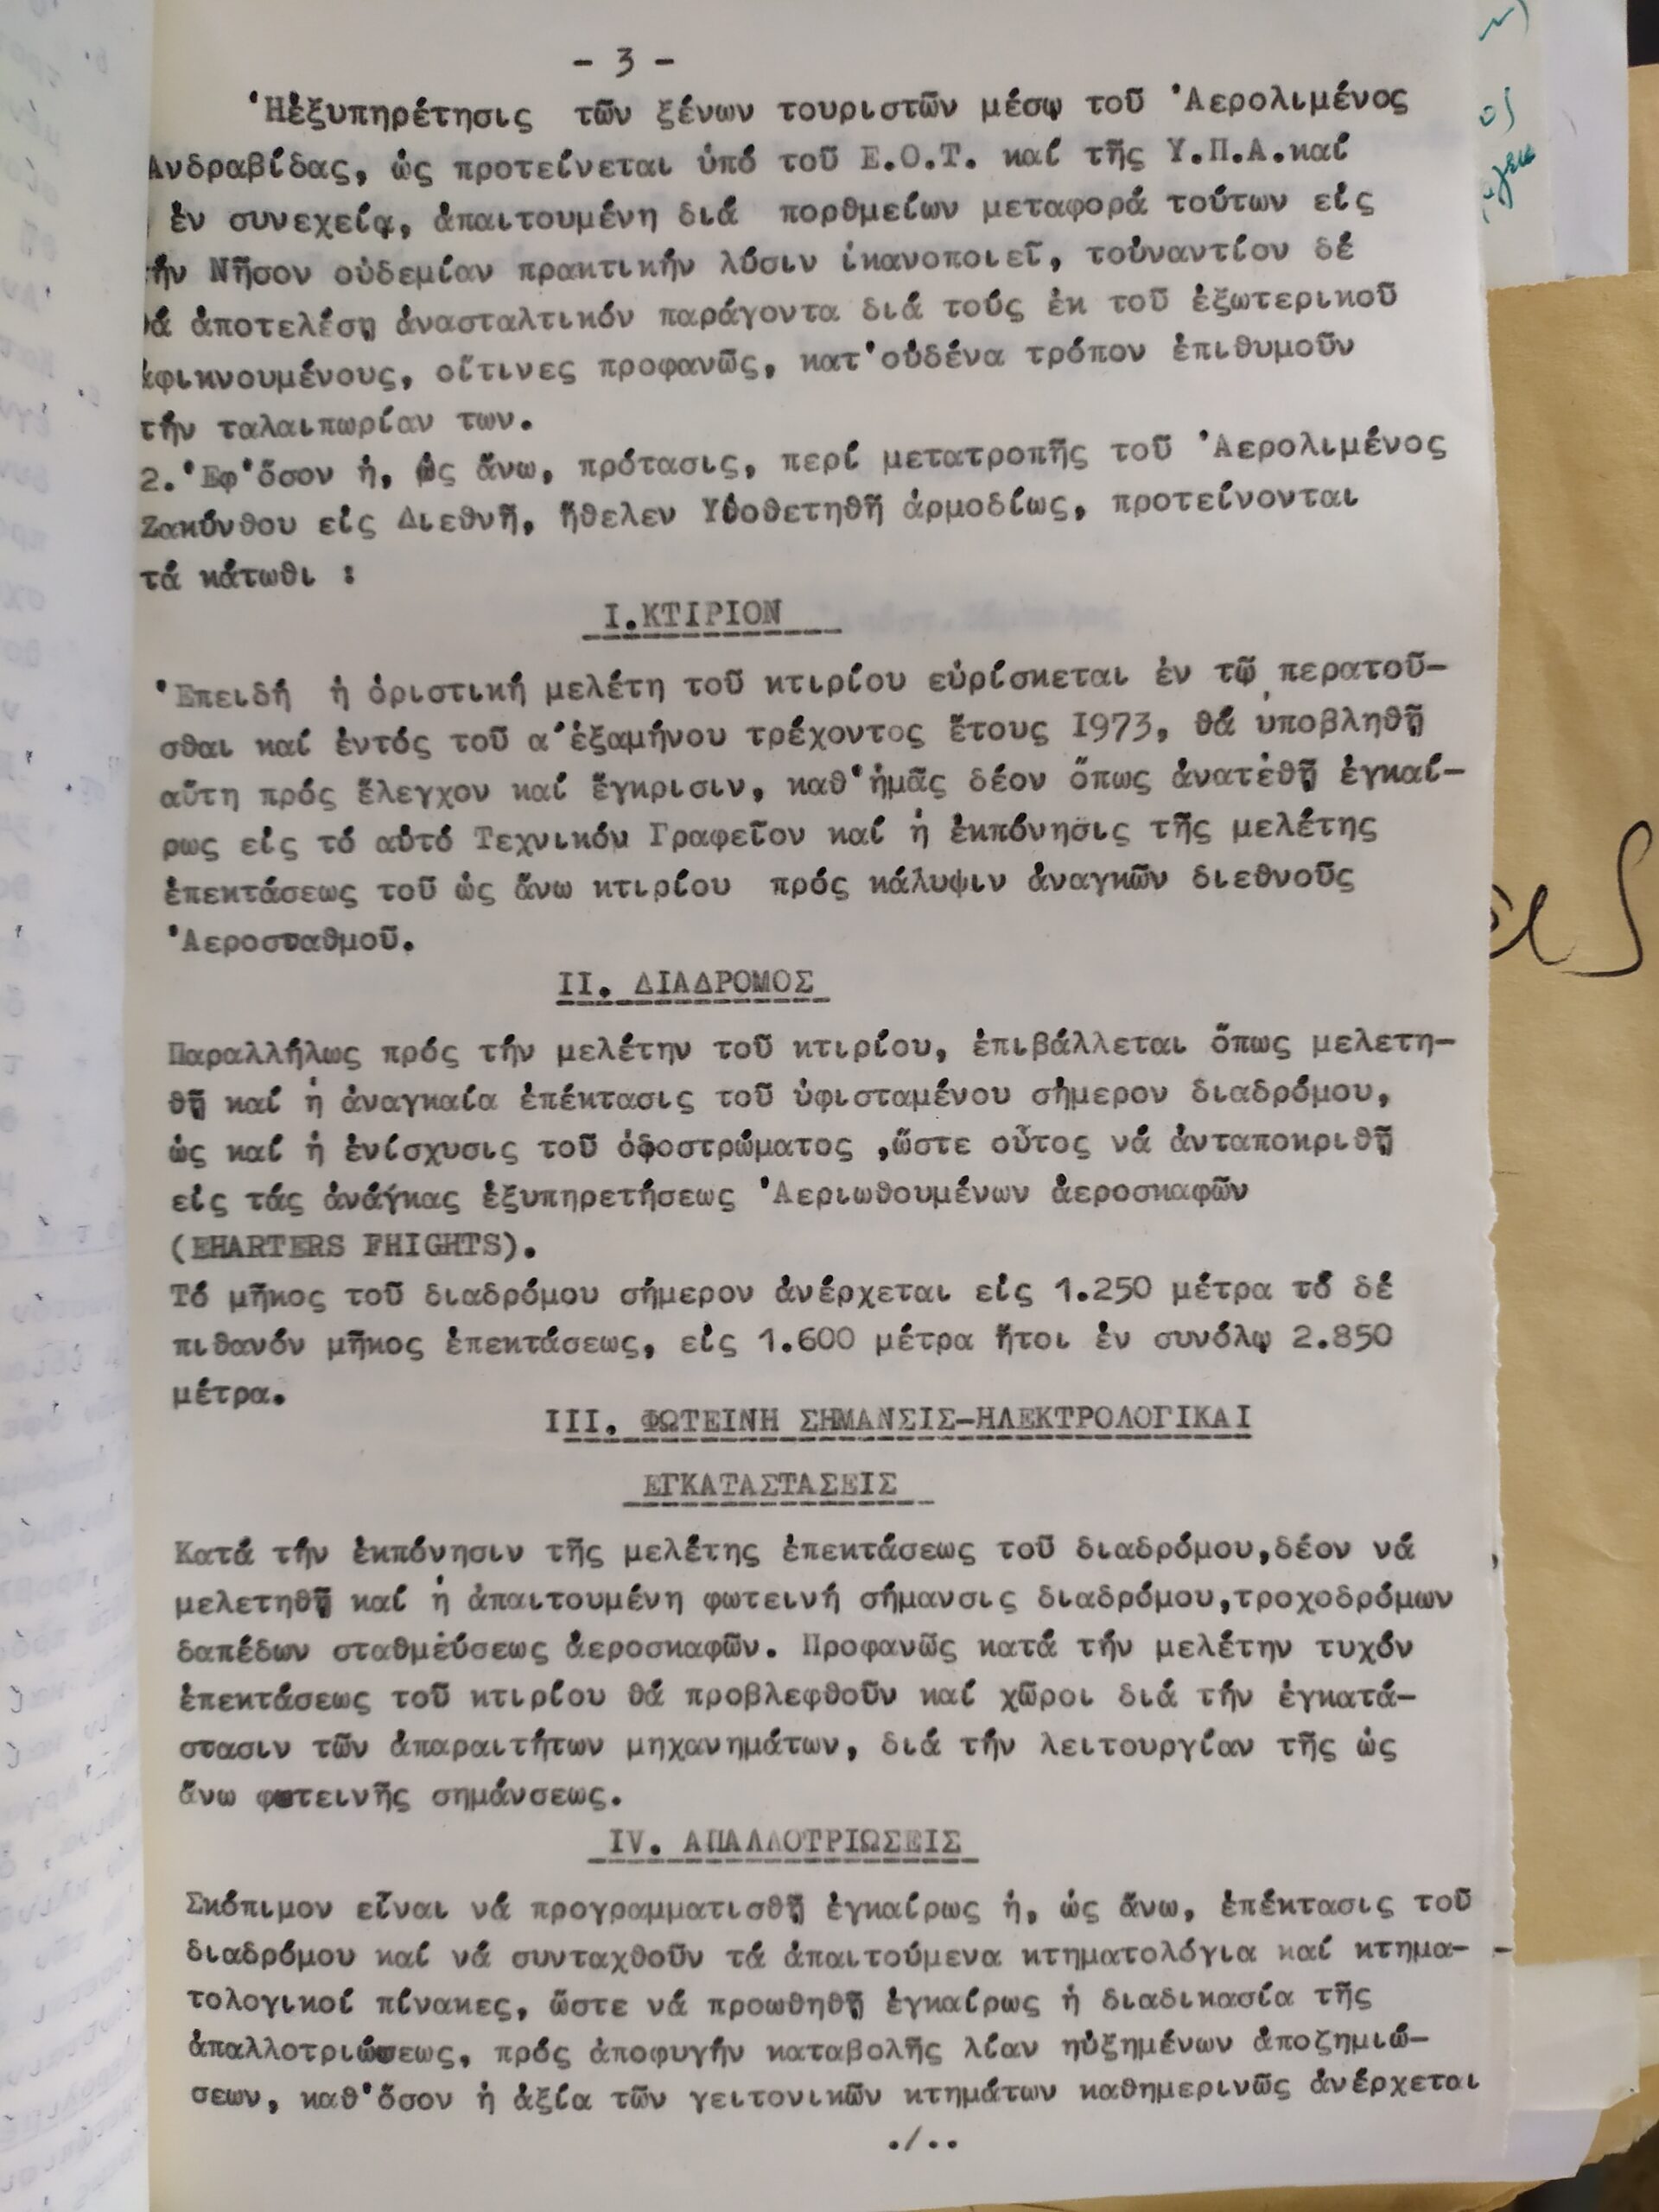 - 3 -
Ἡἐξυπηρέτησις τῶν ξένων τουριστῶν μέσῳ τοῦ Ἀερολιμένος
Ἀνδραβίδας, ὡς προτείνεται ὑπό τοῦ Ε.Ο.Τ. καί τῆς Υ.Π.Α.καί
ἐν συνεχείᾳ, ἀπαιτουμένη διά πορθμείων μεταφορά τούτων εἰς
τήν Νῆσον οὐδεμίαν πρακτικήν λύσιν ἱκανοποιεῖ, τοὐναντίον δέ
θά ἀποτελέσῃ ἀνασταλτικόν παράγοντα διά τούς ἐκ τοῦ ἐξωτερικοῦ
ἀφικνουμένους, οἵτινες προφανῶς, κατ'οὐδένα τρόπον ἐπιθυμοῦν
τήν ταλαιπωρίαν των.
2. Ἐφ'ὅσον ἡ, ὡς ἄνω, πρότασις, περί μετατροπῆς τοῦ Ἀερολιμένος
Ζακύνθου εἰς Διεθνῆ, ἤθελεν Υἱοθετηθῆ ἁρμοδίως, προτείνονται
τά κάτωθι :
I.ΚΤΙΡΙΟΝ
Ἐπειδή ἡ ὁριστική μελέτη τοῦ κτιρίου εὑρίσκεται ἐν τῷ περατοῦ-
σθαι καί ἐντός τοῦ α΄ἑξαμήνου τρέχοντος ἔτους 1973, θά ὑποβληθῇ
αὕτη πρός ἔλεγχον καί ἔγκρισιν, καθ'ἡμᾶς δέον ὅπως ἀνατεθῇ ἐγκαί-
ρως εἰς τό αὐτό Τεχνικόν Γραφεῖον καί ἡ ἐκπόνησις τῆς μελέτης
ἐπεκτάσεως τοῦ ὡς ἄνω κτιρίου πρός κάλυψιν ἀναγκῶν διεθνοῦς
Ἀεροσταθμοῦ.
II. ΔΙΑΔΡΟΜΟΣ
Παραλλήλως πρός τήν μελέτην τοῦ κτιρίου, ἐπιβάλλεται ὅπως μελετη-
θῇ καί ἡ ἀναγκαία ἐπέκτασις τοῦ ὑφισταμένου σήμερον διαδρόμου,
ὡς καί ἡ ἐνίσχυσις τοῦ ὁδοστρώματος ,ὥστε οὗτος νά ἀνταποκριθῇ
εἰς τάς ἀνάγκας ἐξυπηρετήσεως Ἀεριωθουμένων ἀεροσκαφῶν
(EHARTERS FHIGHTS).
Τό μῆκος τοῦ διαδρόμου σήμερον ἀνέρχεται εἰς 1.250 μέτρα τό δέ
πιθανόν μῆκος ἐπεκτάσεως, εἰς 1.600 μέτρα ἤτοι ἐν συνόλῳ 2.850
μέτρα.
III. ΦΩΤΕΙΝΗ ΣΗΜΑΝΣΙΣ-ΗΛΕΚΤΡΟΛΟΓΙΚΑΙ
ΕΓΚΑΤΑΣΤΑΣΕΙΣ
Κατά τήν ἐκπόνησιν τῆς μελέτης ἐπεκτάσεως τοῦ διαδρόμου,δέον νά
μελετηθῇ καί ἡ ἀπαιτουμένη φωτεινή σήμανσις διαδρόμου,τροχοδρόμων
δαπέδων σταθμεύσεως ἀεροσκαφῶν. Προφανῶς κατά τήν μελέτην τυχόν
ἐπεκτάσεως τοῦ κτιρίου θά προβλεφθοῦν καί χῶροι διά τήν ἐγκατά-
στασιν τῶν ἀπαραιτήτων μηχανημάτων, διά τήν λειτουργίαν τῆς ὡς
ἄνω φωτεινῆς σημάνσεως.
IV. ΑΠΑΛΛΟΤΡΙΩΣΕΙΣ
Σκόπιμον εἶναι νά προγραμματισθῇ ἐγκαίρως ἡ, ὡς ἄνω, ἐπέκτασις τοῦ
διαδρόμου καί νά συνταχθοῦν τά ἀπαιτούμενα κτηματολόγια καί κτημα-
τολογικοί πίνακες, ὥστε νά προωθηθῇ ἐγκαίρως ἡ διαδικασία τῆς
ἀπαλλοτριώσεως, πρός ἀποφυγήν καταβολῆς λίαν ηὐξημένων ἀποζημιώ-
σεων, καθ'ὅσον ἡ ἀξία τῶν γειτονικῶν κτημάτων καθημερινῶς ἀνέρχεται
./..